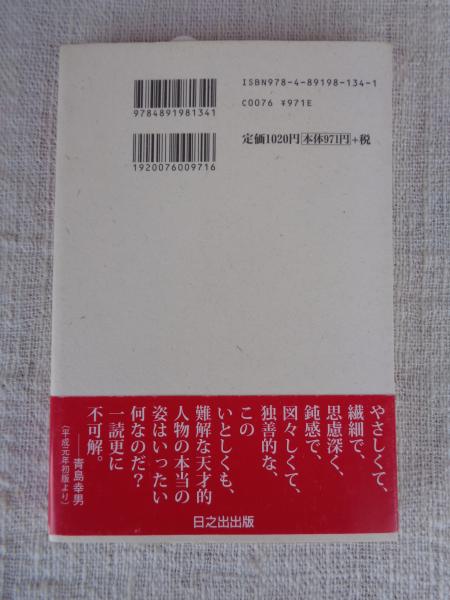 ISBN978-4-89198-134-1
C0076 ¥971E
定価1020円 本体971円+税
9784891981341
1920076009716
やさしくて、
繊細で、
思慮深く、
鈍感で、
図々しくて、
独善的な、
この
いとしくも、
難解な天才的
人物の本当の
姿はいったい
何なのだ?
一読更に
不可解。
――青島幸男
(平成元年初版より)
日之出出版